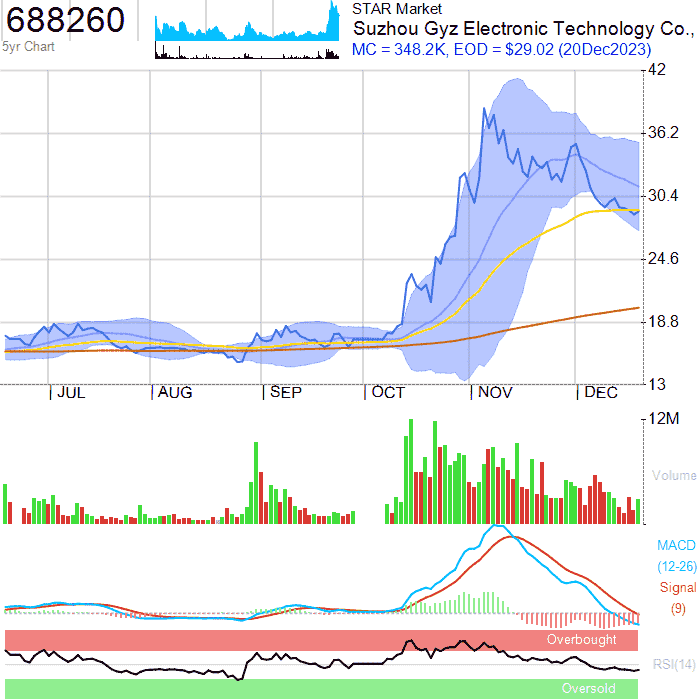 688260
5yr Chart
STAR Market
Suzhou Gyz Electronic Technology Co.,
MC = 348.2K, EOD = $29.02 (20Dec2023)
42
36.2
30.4
24.6
18.8
13
JUL
AUG
SEP
OCT
NOV
DEC
12M
Volume
MACD
(12-26)
Signal
(9)
Overbought
RSI(14)
Oversold